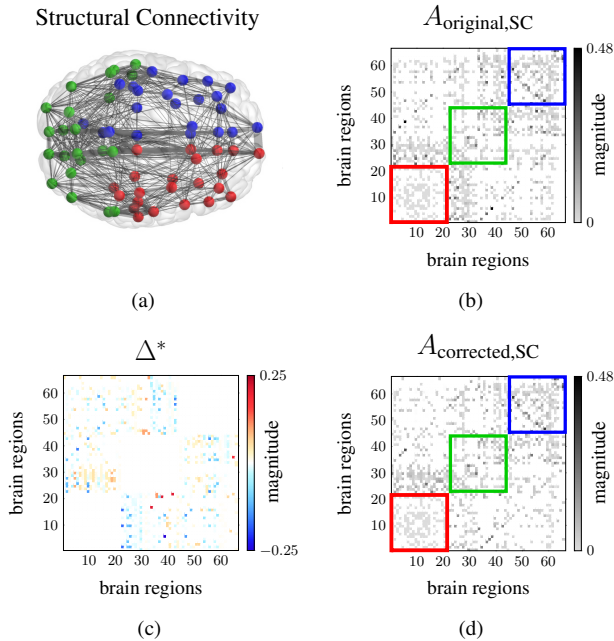 Structural Connectivity
(a)
A_original,SC
60
50
40
30
20
10
brain regions
10 20 30 40 50 60
brain regions
0.48
magnitude
0
(b)
Δ*
60
50
40
30
20
10
brain regions
10 20 30 40 50 60
brain regions
0.25
magnitude
0
−0.25
(c)
A_corrected,SC
60
50
40
30
20
10
brain regions
10 20 30 40 50 60
brain regions
0.48
magnitude
0
(d)